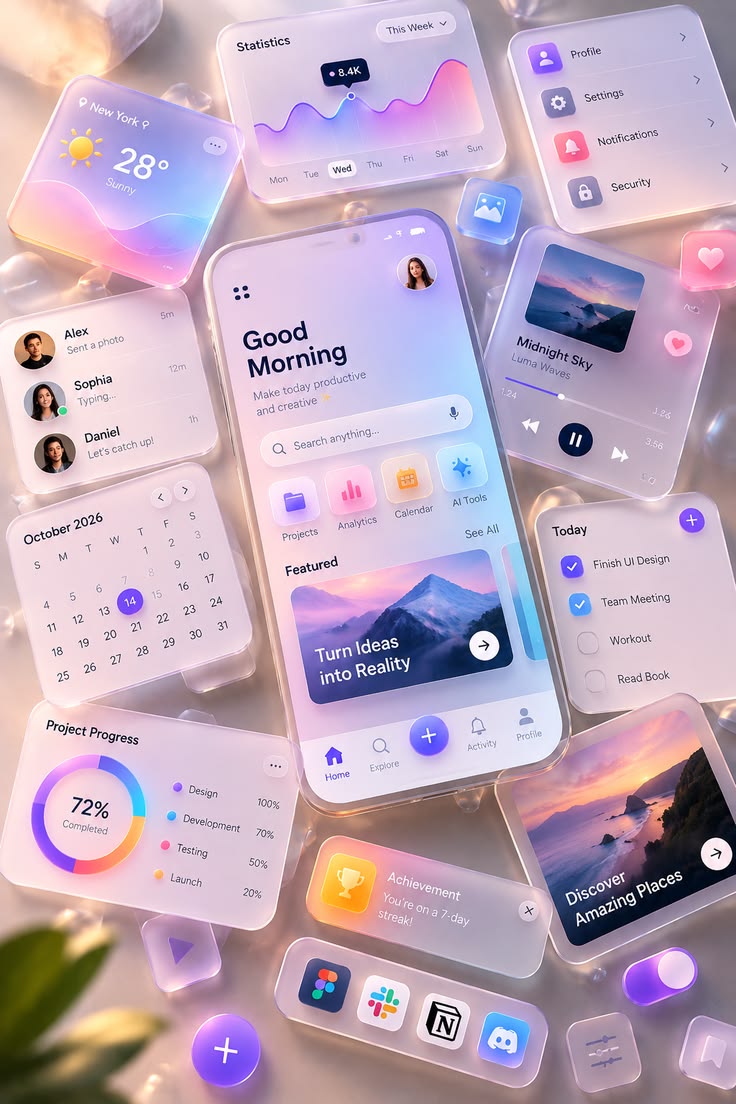 Statistics
This Week
8.4K
Mon Tue Wed Thu Fri Sat Sun
Profile
Settings
Notifications
Security
New York
28°
Sunny
Alex
5m
Sent a photo
Sophia
12m
Typing...
Daniel
1h
Let's catch up!
Good
Morning
Make today productive
and creative
Search anything...
Projects
Analytics
Calendar
AI Tools
Featured
See All
Turn Ideas
into Reality
Home
Explore
Activity
Profile
Midnight Sky
Luma Waves
1:24
1:26
3:56
October 2026
S M T W T F S
1 2 3
4 5 6 7 8 9 10
11 12 13 14 15 16 17
18 19 20 21 22 23 24
25 26 27 28 29 30 31
Today
Finish UI Design
Team Meeting
Workout
Read Book
Project Progress
72%
Completed
Design 100%
Development 70%
Testing 50%
Launch 20%
Achievement
You're on a 7-day
streak!
Discover
Amazing Places
N